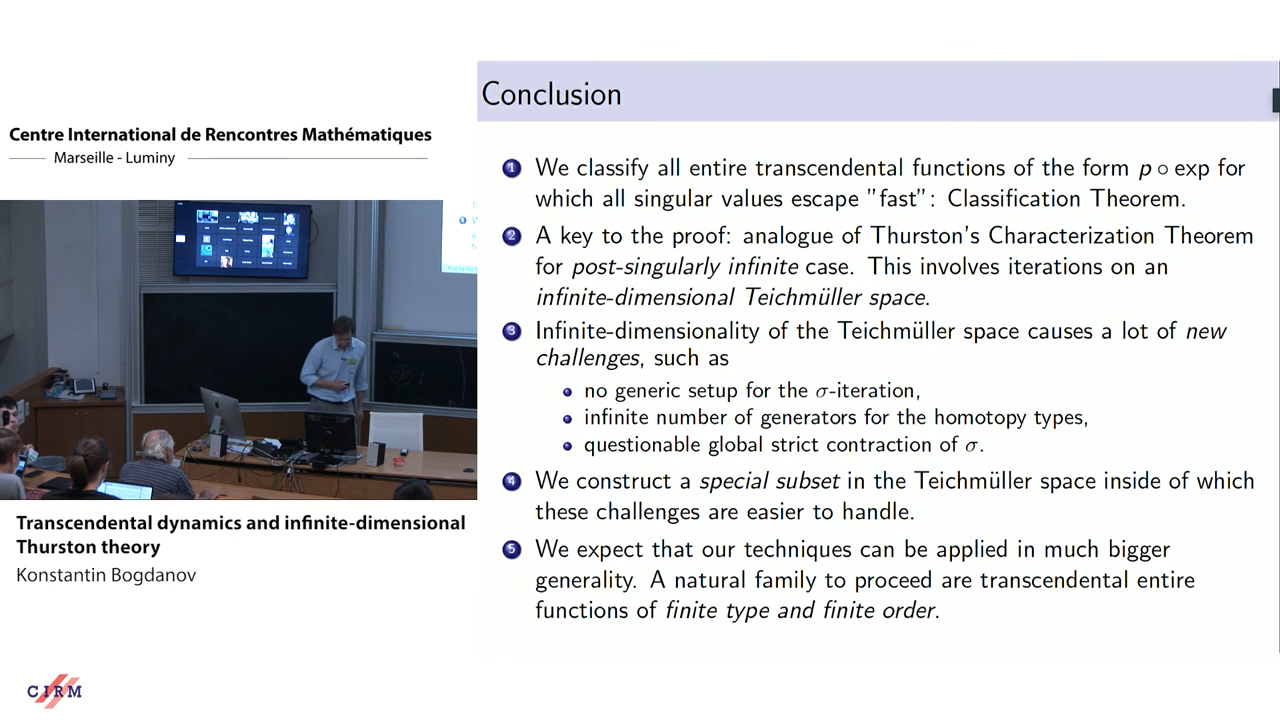 Centre International de Rencontres Mathématiques
Marseille - Luminy
Transcendental dynamics and infinite-dimensional
Thurston theory
Konstantin Bogdanov
CIRM
Conclusion
1 We classify all entire transcendental functions of the form p ∘ exp for
which all singular values escape ”fast”: Classification Theorem.
2 A key to the proof: analogue of Thurston's Characterization Theorem
for post-singularly infinite case. This involves iterations on an
infinite-dimensional Teichmüller space.
3 Infinite-dimensionality of the Teichmüller space causes a lot of new
challenges, such as
• no generic setup for the σ-iteration,
• infinite number of generators for the homotopy types,
• questionable global strict contraction of σ.
4 We construct a special subset in the Teichmüller space inside of which
these challenges are easier to handle.
5 We expect that our techniques can be applied in much bigger
generality. A natural family to proceed are transcendental entire
functions of finite type and finite order.